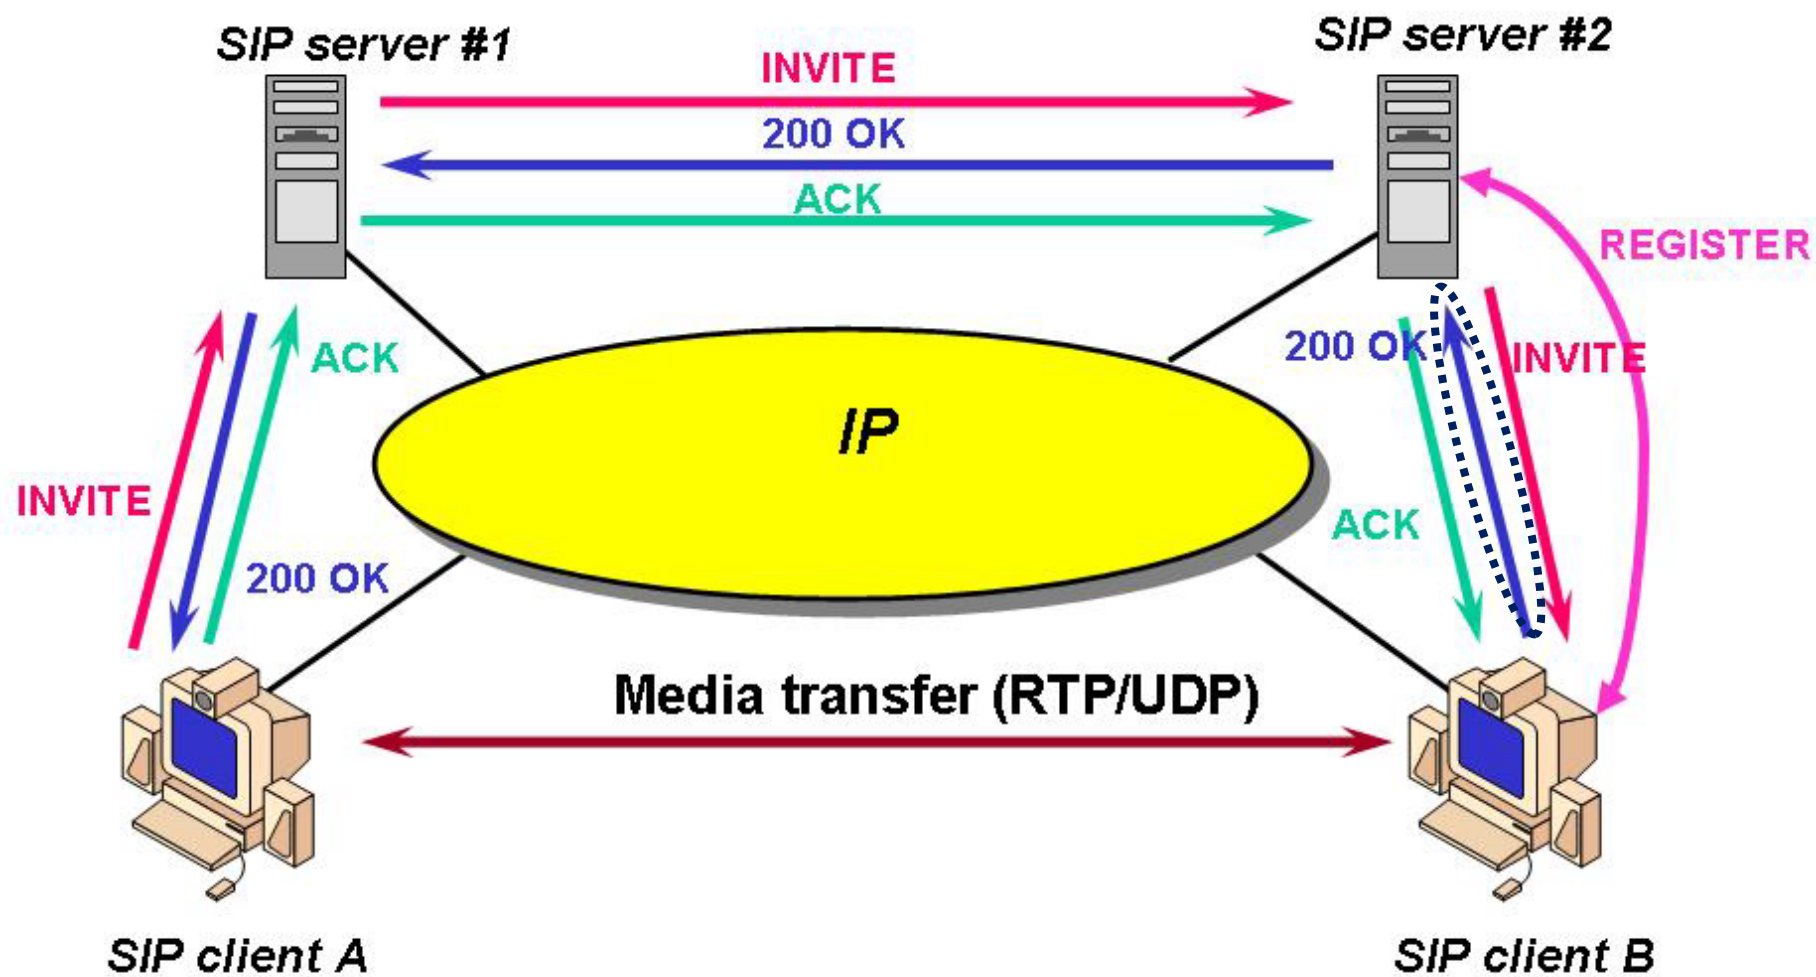 SIP server #1
SIP server #2
INVITE
200 OK
ACK
REGISTER
200 OK
INVITE
ACK
IP
INVITE
ACK
200 OK
Media transfer (RTP/UDP)
SIP client A
SIP client B